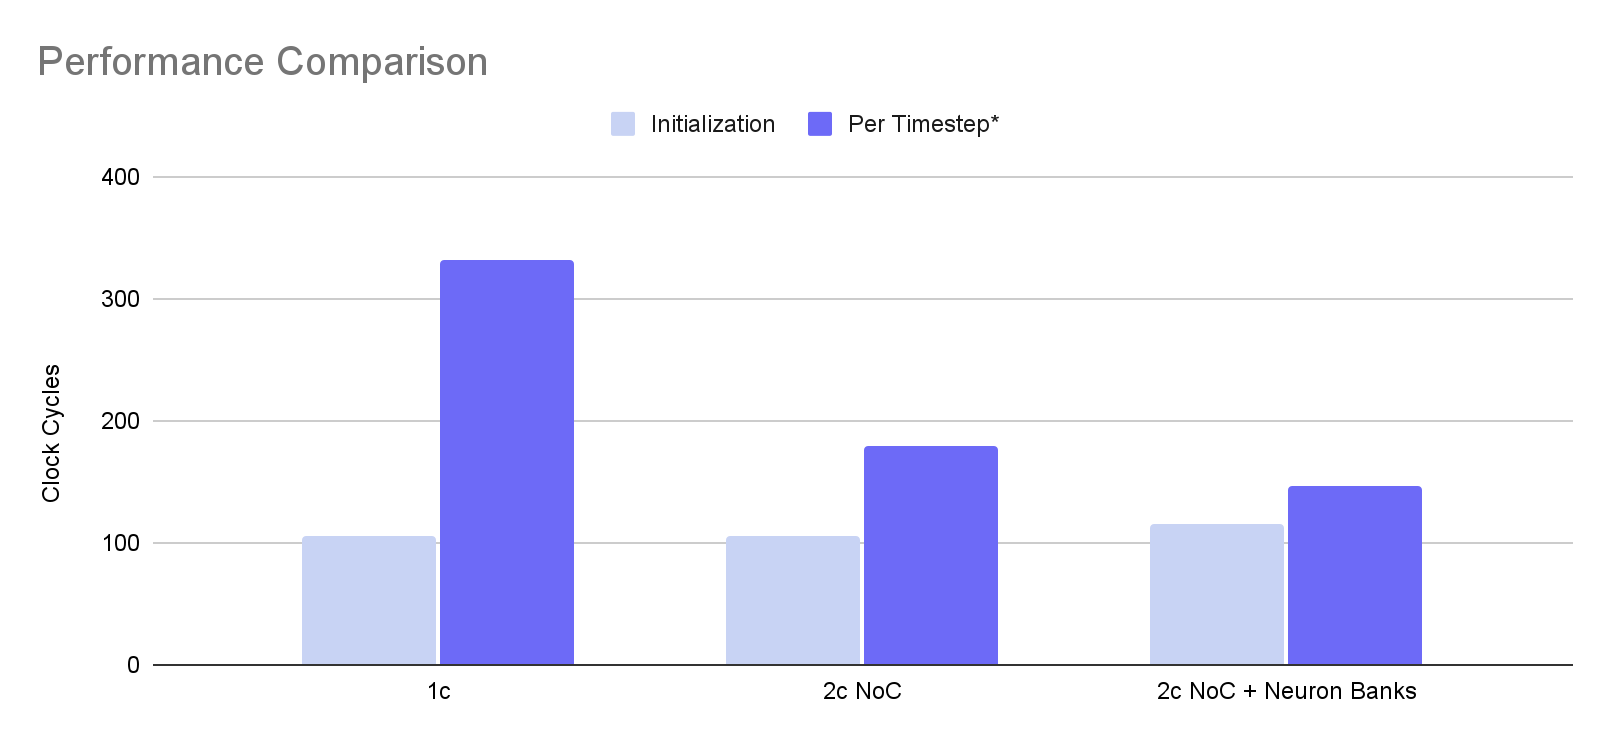 Performance Comparison
Initialization
Per Timestep*
400
300
200
100
0
Clock Cycles
1c
2c NoC
2c NoC + Neuron Banks